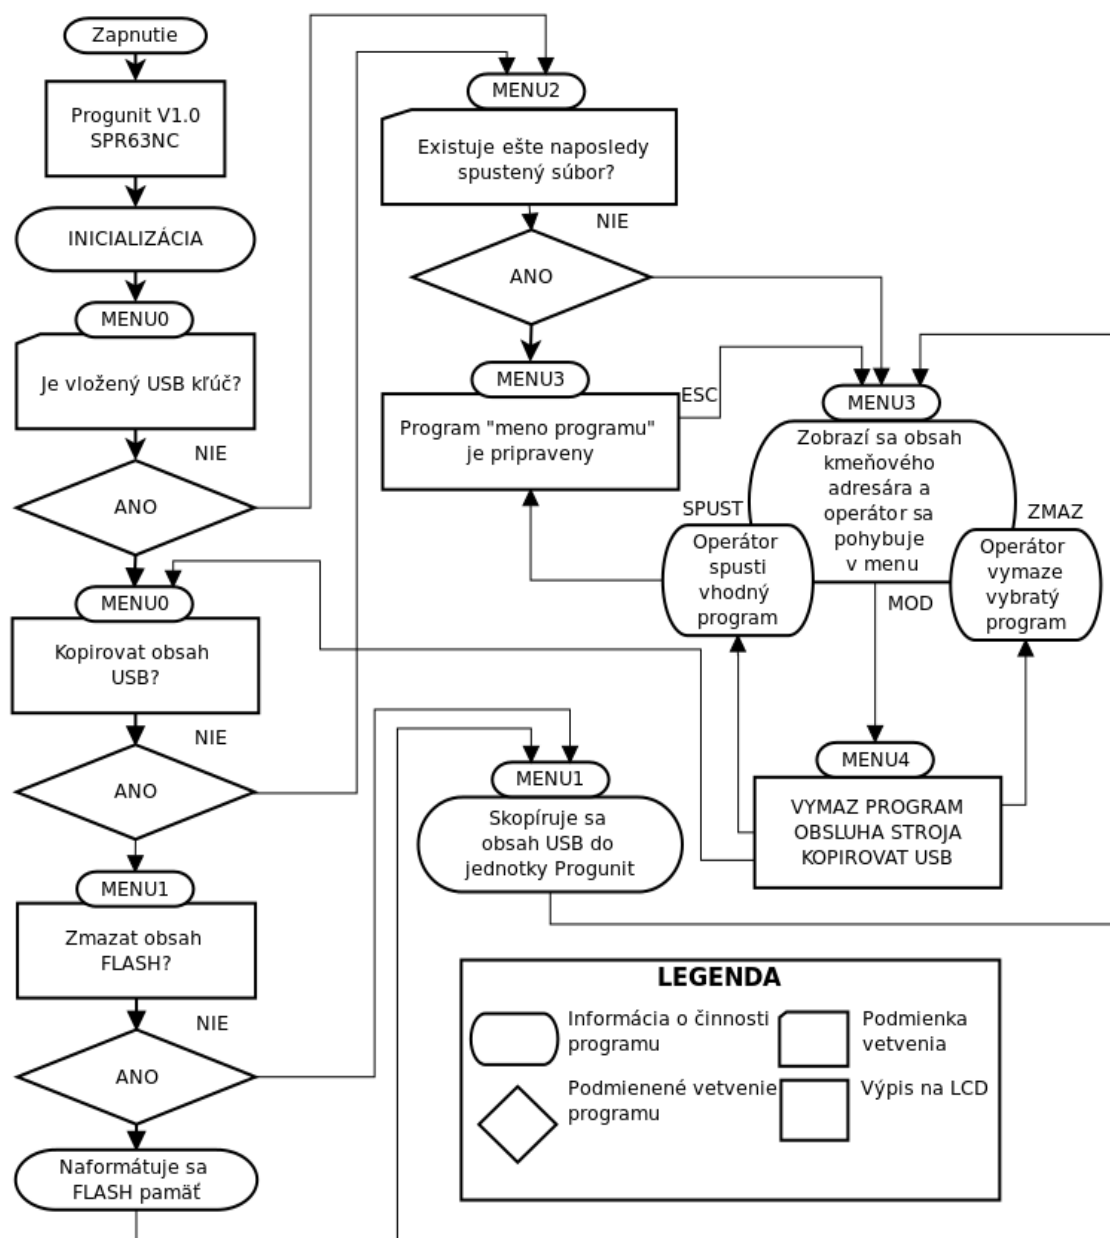 Zapnutie
Progunit V1.0
SPR63NC
INICIALIZÁCIA
MENU0
Je vložený USB kľúč?
NIE
ANO
MENU0
Kopirovat obsah
USB?
NIE
ANO
MENU1
Zmazat obsah
FLASH?
NIE
ANO
Naformátuje sa
FLASH pamäť
MENU2
Existuje ešte naposledy
spustený súbor?
NIE
ANO
MENU3
Program "meno programu"
je pripraveny
ESC
MENU3
Zobrazí sa obsah
kmeňového
adresára a
operátor sa
pohybuje
v menu
SPUST
Operátor
spusti
vhodný
program
ZMAZ
Operátor
vymaze
vybratý
program
MOD
MENU4
VYMAZ PROGRAM
OBSLUHA STROJA
KOPIROVAT USB
MENU1
Skopíruje sa
obsah USB do
jednotky Progunit
LEGENDA
Informácia o činnosti
programu
Podmienka
vetvenia
Podmienené vetvenie
programu
Výpis na LCD